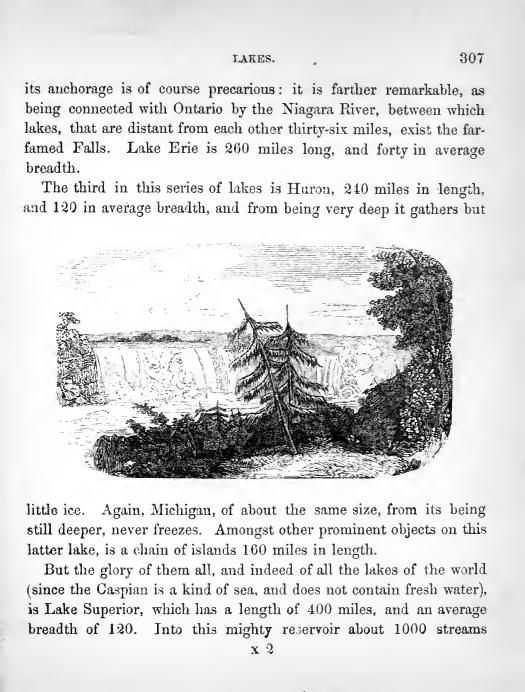 LAKES. 307
its anchorage is of course precarious: it is farther remarkable, as
being connected with Ontario by the Niagara River, between which
lakes, that are distant from each other thirty-six miles, exist the far-
famed Falls. Lake Erie is 260 miles long, and forty in average
breadth.
The third in this series of lakes is Huron, 240 miles in length,
and 120 in average breadth, and from being very deep it gathers but
little ice. Again, Michigan, of about the same size, from its being
still deeper, never freezes. Amongst other prominent objects on this
latter lake, is a chain of islands 160 miles in length.
But the glory of them all, and indeed of all the lakes of the world
(since the Caspian is a kind of sea, and does not contain fresh water),
is Lake Superior, which has a length of 400 miles, and an average
breadth of 120. Into this mighty reservoir about 1000 streams
x 2